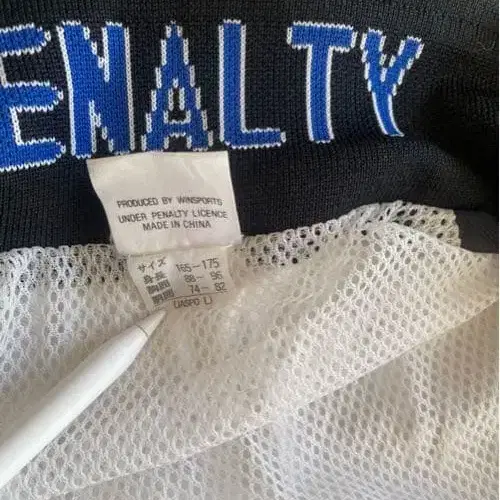 ENALTY
PRODUCED BY WINSPORTS
UNDER PENALTY LICENCE
MADE IN CHINA
サイズ
身長 165-175
胸囲 88-96
胴囲 74-82
(JASPO L)